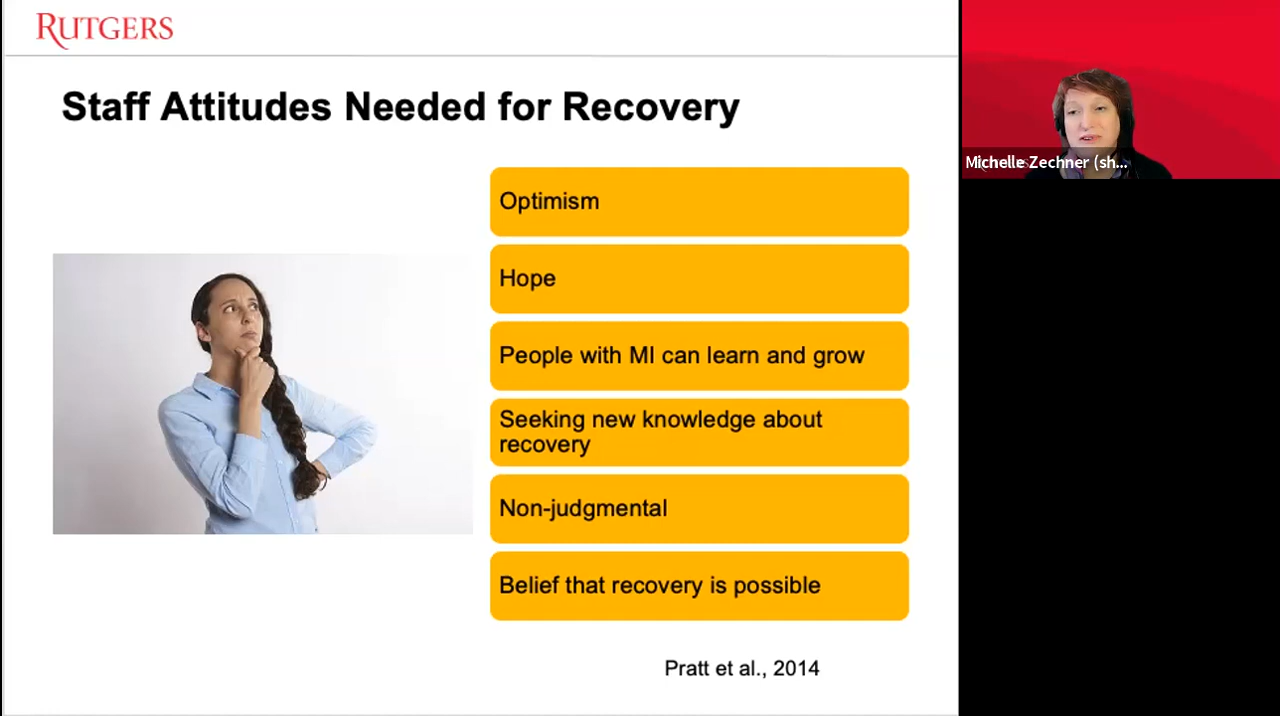 RUTGERS
Staff Attitudes Needed for Recovery
Optimism
Hope
People with MI can learn and grow
Seeking new knowledge about
recovery
Non-judgmental
Belief that recovery is possible
Pratt et al., 2014
Michelle Zechner (sh...